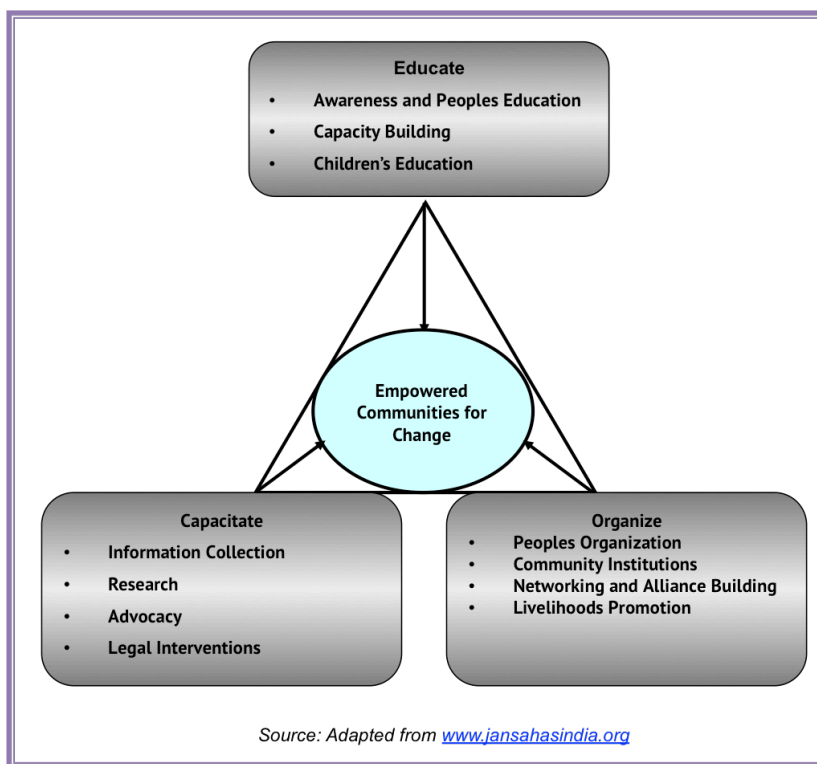 Educate
• Awareness and Peoples Education
• Capacity Building
• Children's Education
Empowered
Communities for
Change
Capacitate
• Information Collection
• Research
• Advocacy
• Legal Interventions
Organize
• Peoples Organization
• Community Institutions
• Networking and Alliance Building
• Livelihoods Promotion
Source: Adapted from www.jansahasindia.org